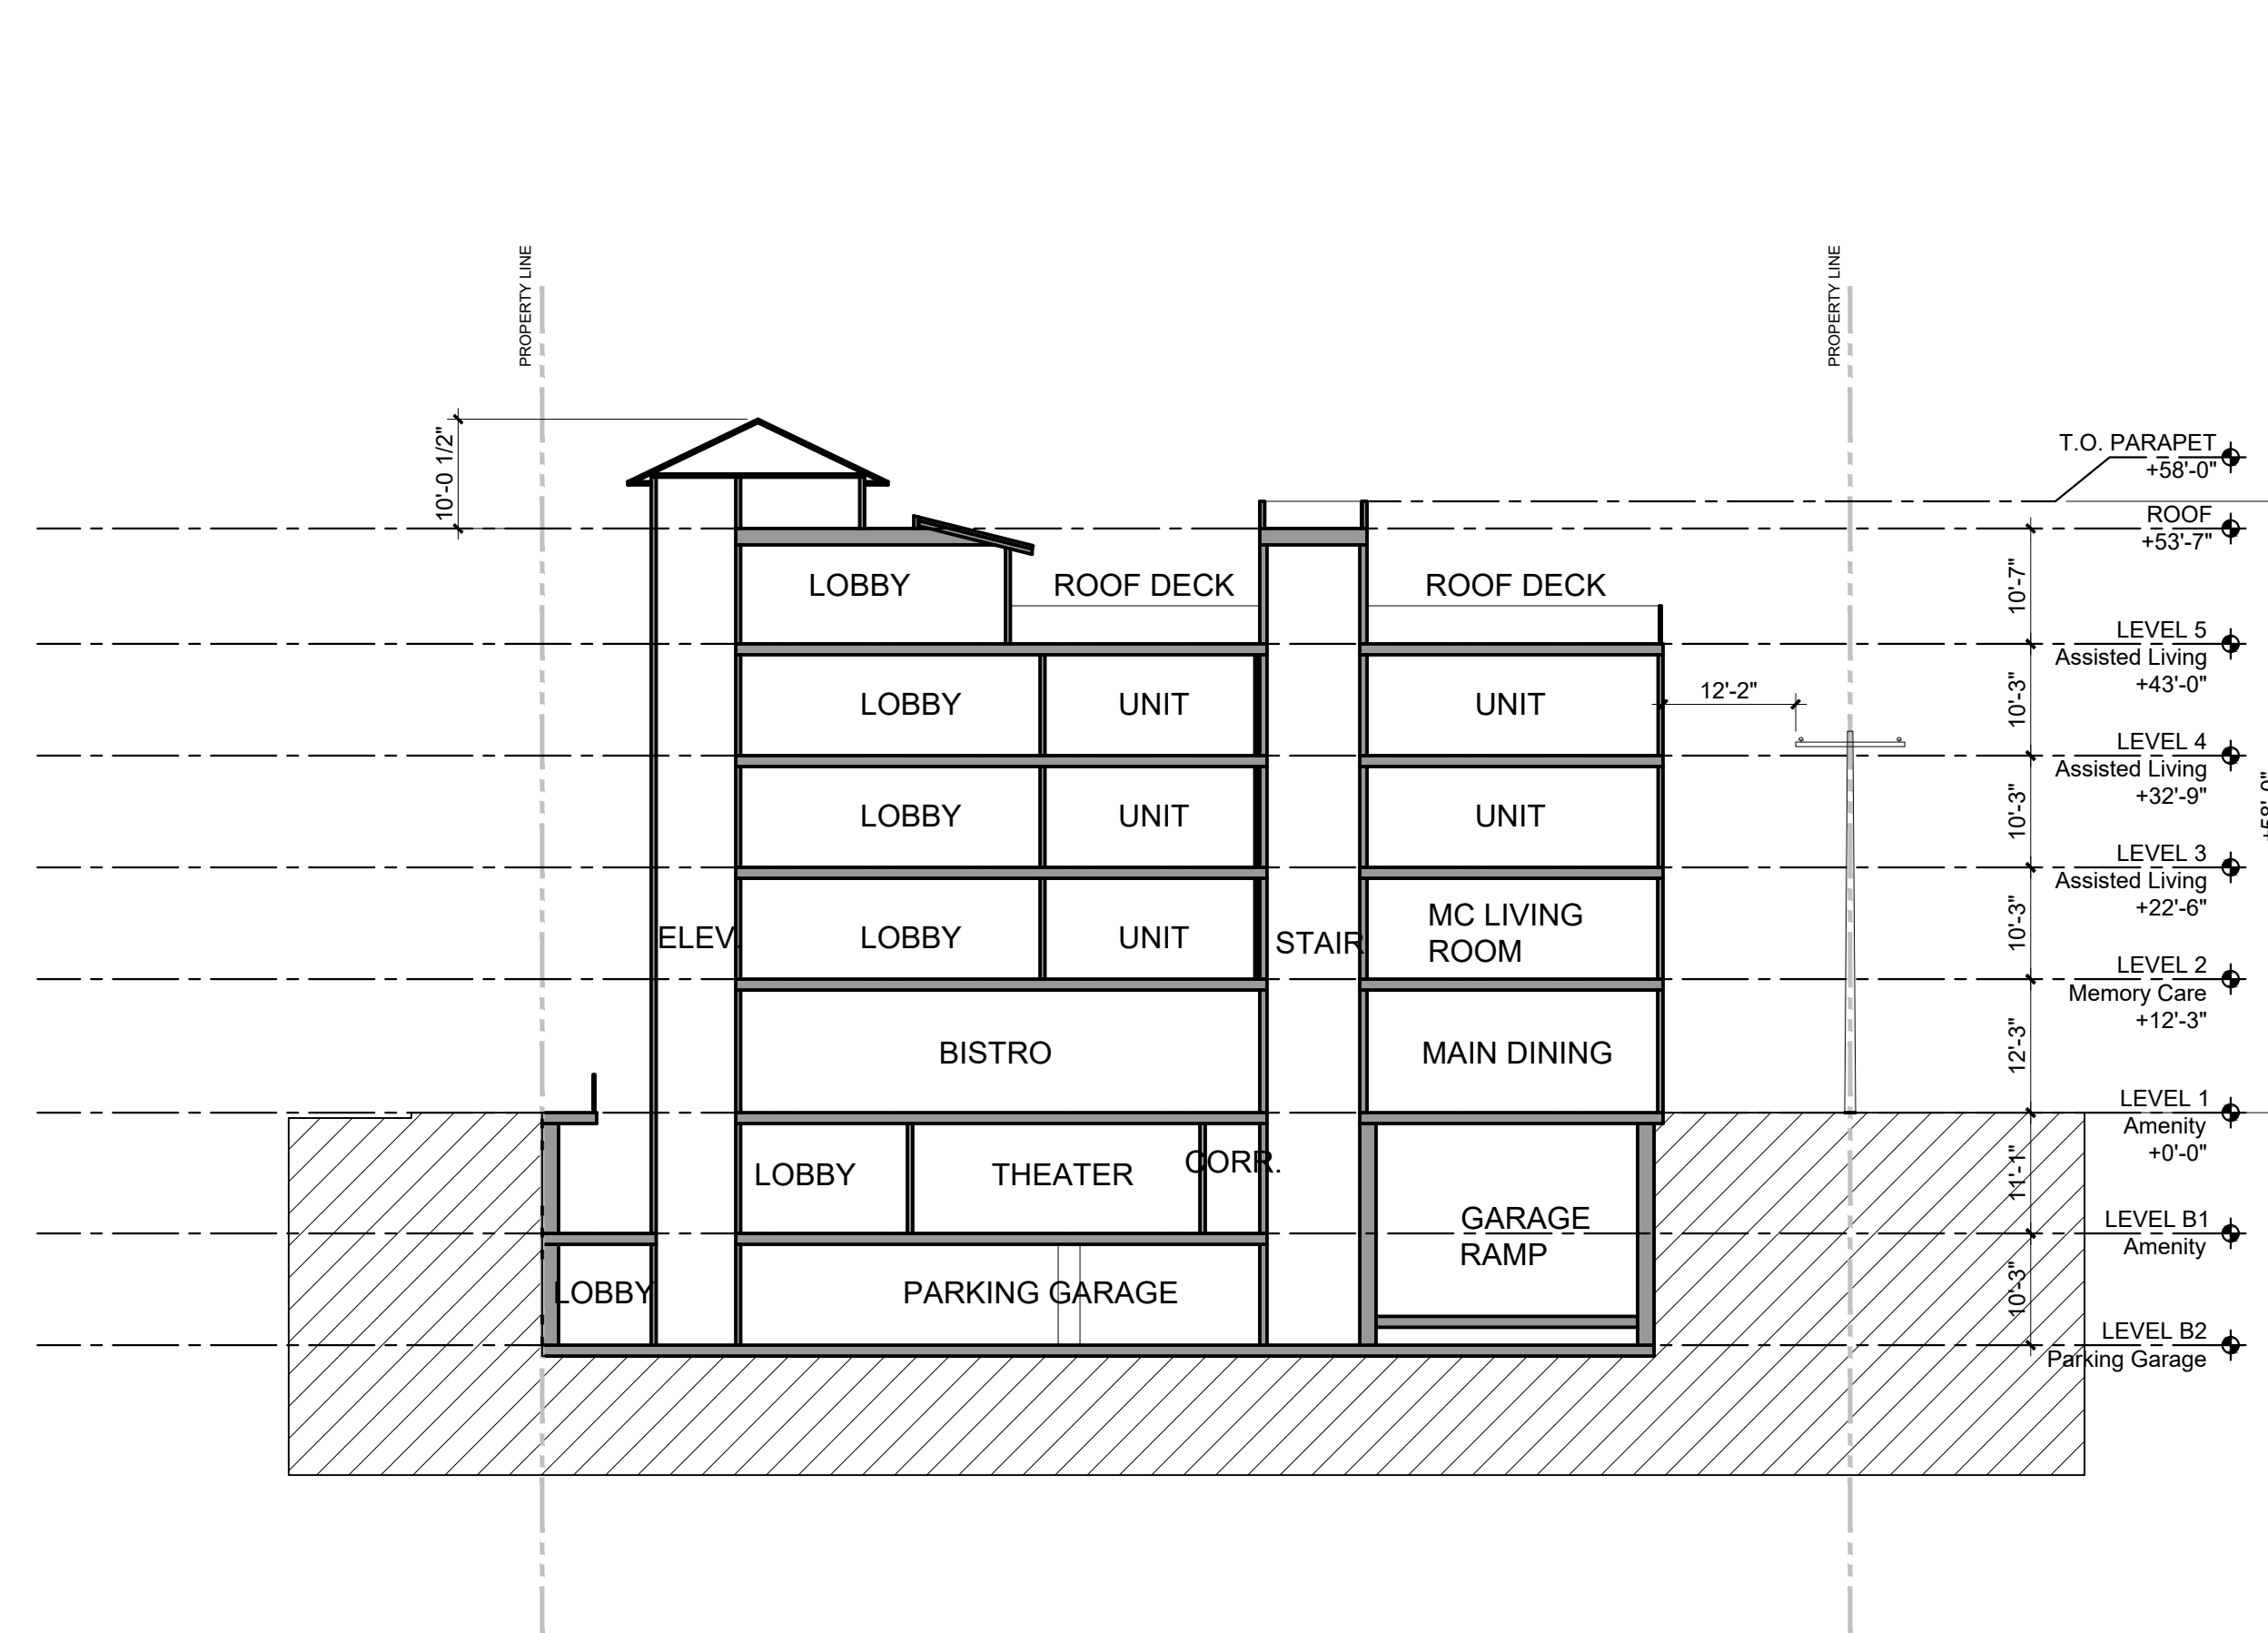 PROPERTY LINE
PROPERTY LINE
10'-0 1/2"
T.O. PARAPET
+58'-0"
ROOF
+53'-7"
10'-7"
LOBBY
ROOF DECK
ROOF DECK
LEVEL 5
Assisted Living
+43'-0"
10'-3"
LOBBY
UNIT
UNIT
12'-2"
LEVEL 4
Assisted Living
+32'-9"
10'-3"
LOBBY
UNIT
UNIT
LEVEL 3
Assisted Living
+22'-6"
10'-3"
ELEV.
LOBBY
UNIT
STAIR
MC LIVING
ROOM
LEVEL 2
Memory Care
+12'-3"
12'-3"
BISTRO
MAIN DINING
LEVEL 1
Amenity
+0'-0"
11'-1"
LOBBY
THEATER
CORR.
GARAGE
RAMP
LEVEL B1
Amenity
10'-3"
LOBBY
PARKING GARAGE
LEVEL B2
Parking Garage